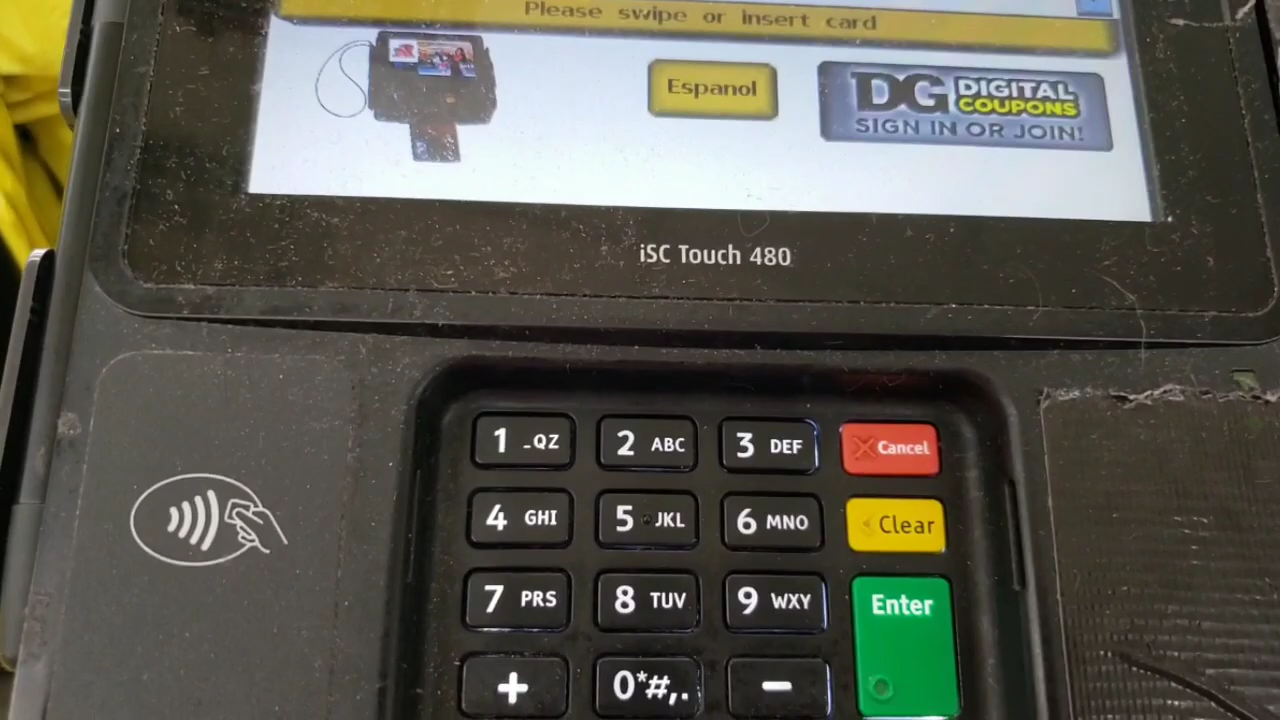 Please swipe or insert card
Espanol
DG DIGITAL COUPONS
SIGN IN OR JOIN!
iSC Touch 480
1 _QZ 2 ABC 3 DEF Cancel
4 GHI 5 JKL 6 MNO Clear
7 PRS 8 TUV 9 WXY Enter
+ 0*#,. -